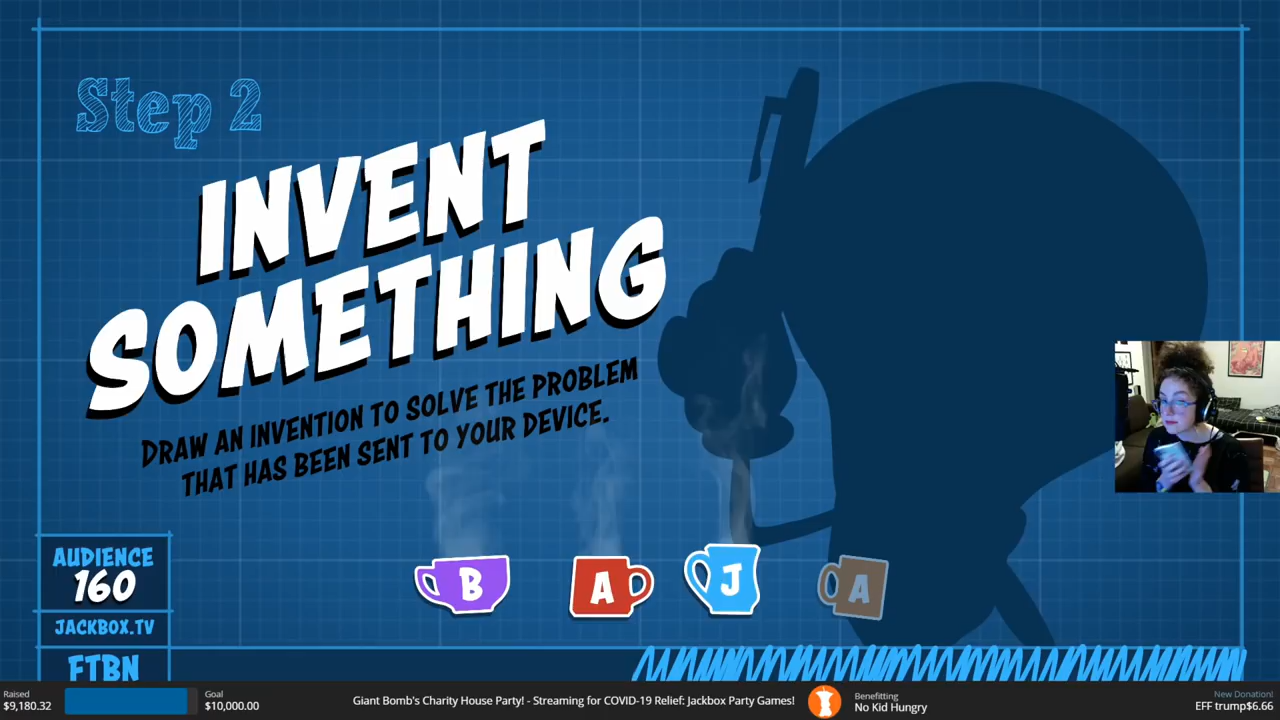 Step 2
INVENT
SOMETHING
DRAW AN INVENTION TO SOLVE THE PROBLEM
THAT HAS BEEN SENT TO YOUR DEVICE.
AUDIENCE
160
JACKBOX.TV
FTBN
B
A
J
A
Raised
$9,180.32
Goal
$10,000.00
Giant Bomb's Charity House Party! - Streaming for COVID-19 Relief: Jackbox Party Games!
Benefitting
No Kid Hungry
New Donation!
EFF trump$6.66